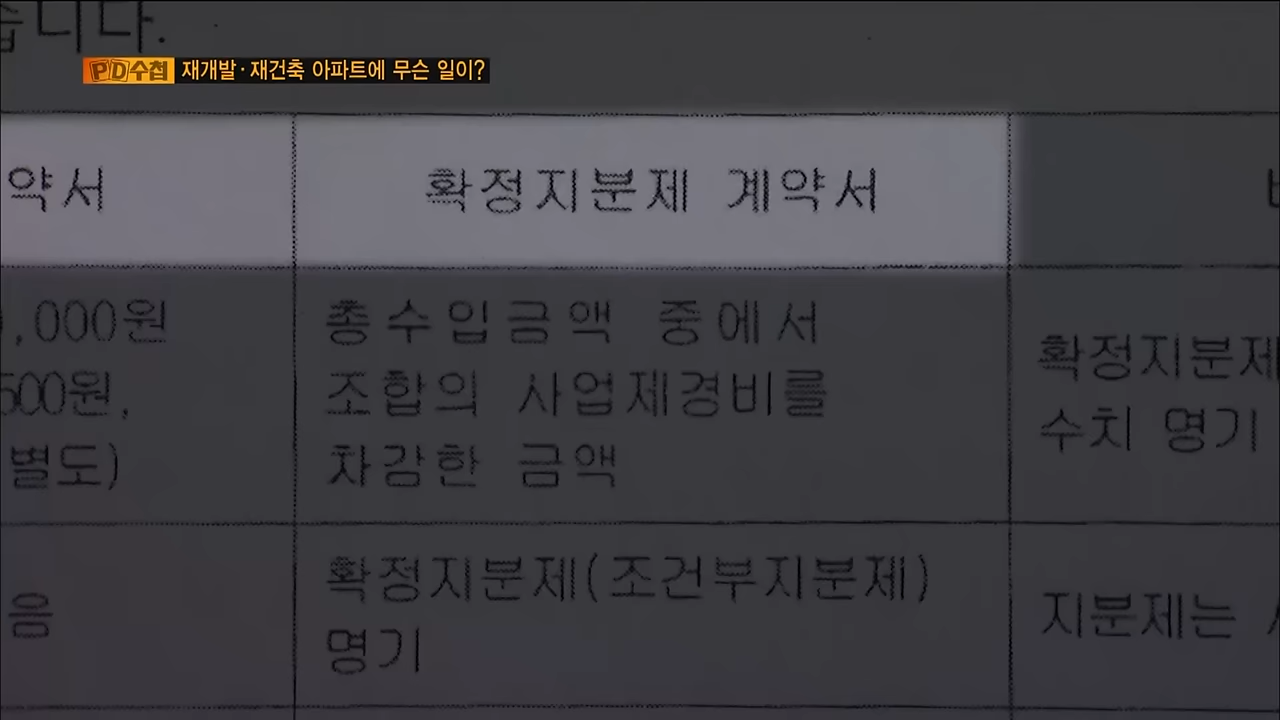 습니다.
PD수첩 재개발·재건축 아파트에 무슨 일이?
약서
확정지분제 계약서
,000원
500원,
별도)
총수입금액 중에서
조합의 사업제경비를
차감한 금액
확정지분제
수치 명기
음
확정지분제(조건부지분제)
명기
지분제는